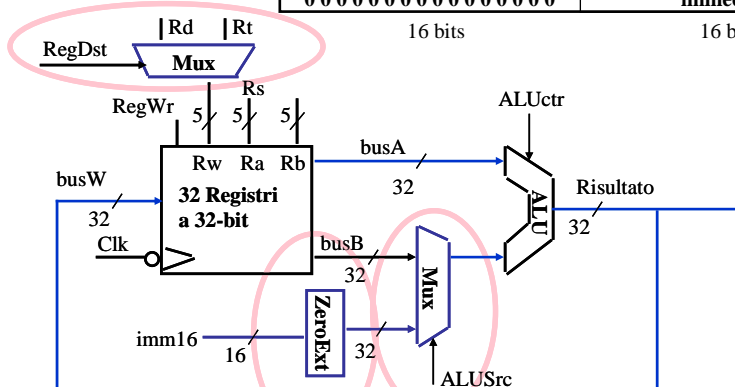 0 0 0 0 0 0 0 0 0 0 0 0 0 0 0 0
16 bits
16 b
Rd Rt
RegDst
Mux
Rs
RegWr
5 5 5
ALUctr
Rw Ra Rb
busA
32
busW
32
32 Registri
a 32-bit
ALU
Risultato
32
Clk
busB
32
Mux
imm16
16
ZeroExt
32
ALUSrc